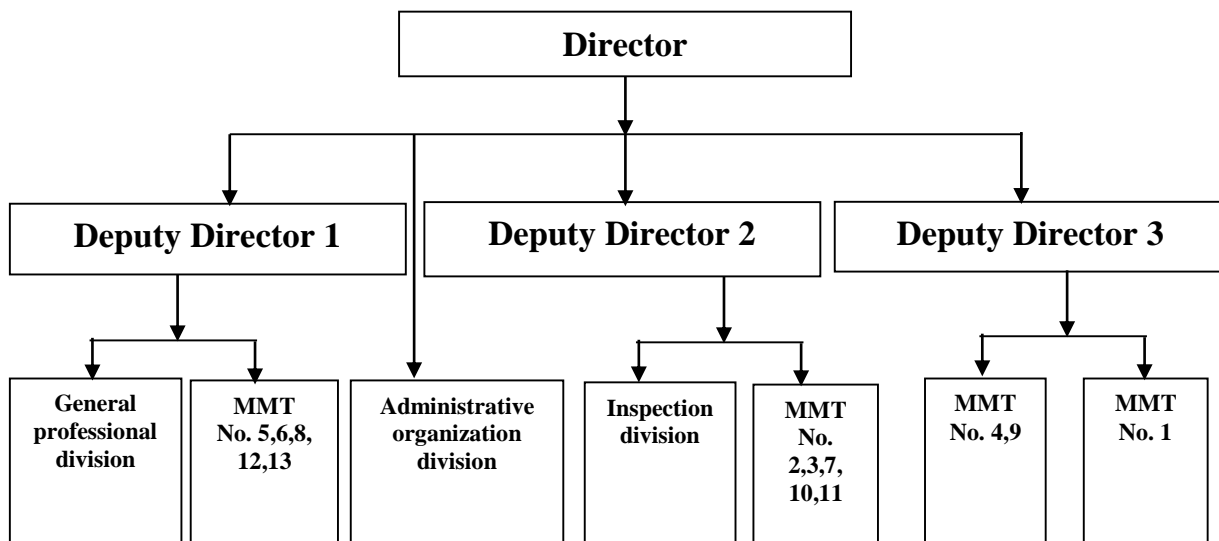 Director
Deputy Director 1
Deputy Director 2
Deputy Director 3
General
professional
division
MMT
No. 5,6,8,
12,13
Administrative
organization
division
Inspection
division
MMT
No.
2,3,7,
10,11
MMT
No. 4,9
MMT
No. 1